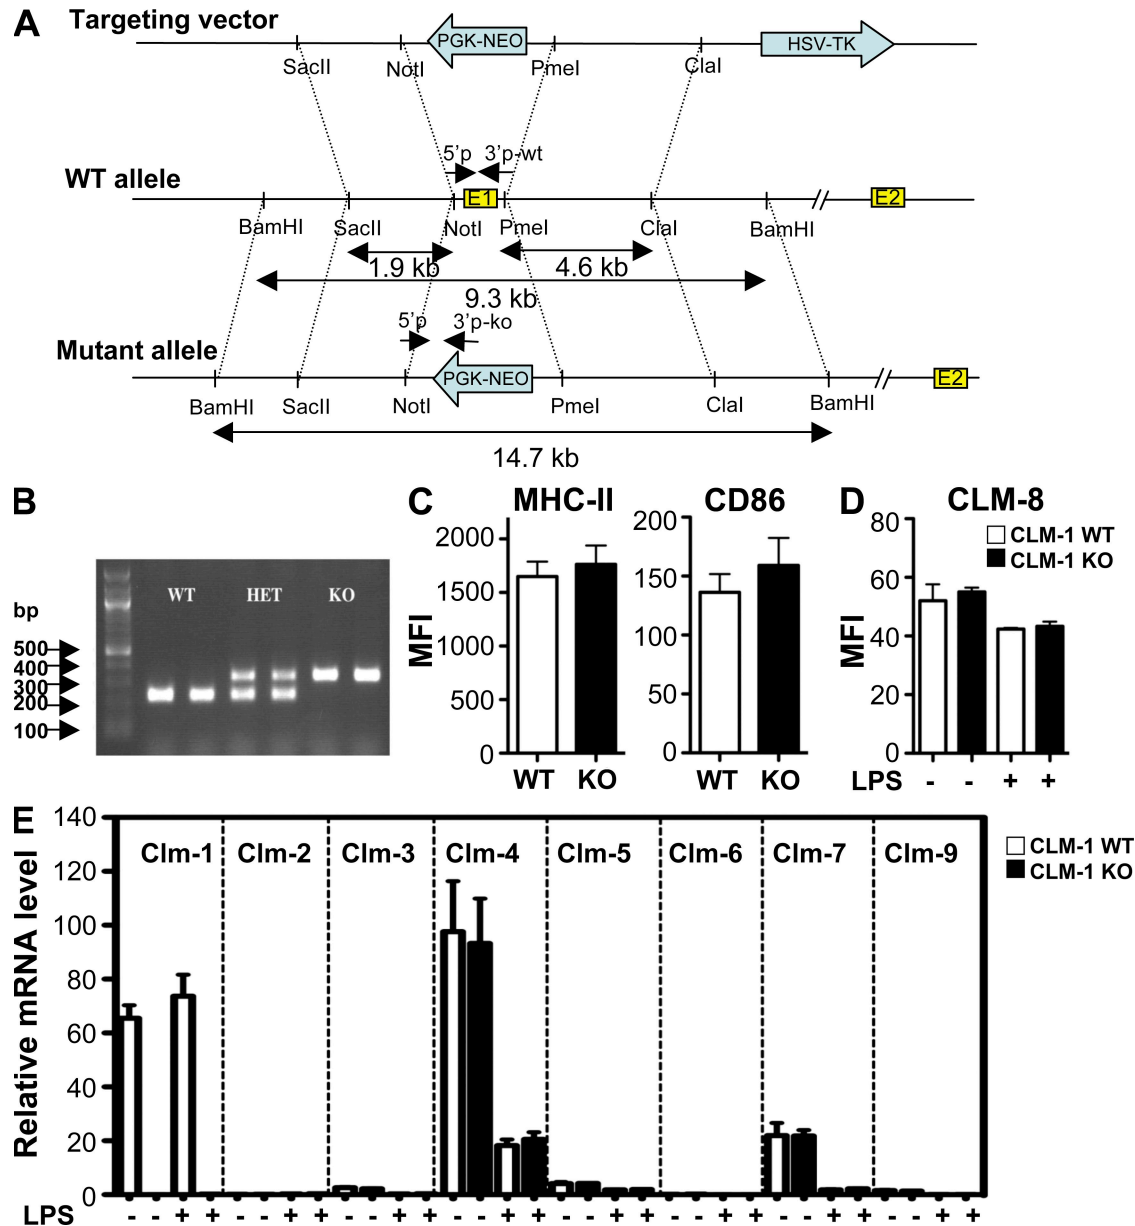 A
Targeting vector
PGK-NEO
HSV-TK
SacII NotI PmeI ClaI
5'p 3'p-wt
WT allele
E1 E2
BamHI SacII NotI PmeI ClaI BamHI
1.9 kb 4.6 kb
9.3 kb
5'p 3'p-ko
Mutant allele
PGK-NEO E2
BamHI SacII NotI PmeI ClaI BamHI
14.7 kb
B
bp
WT HET KO
500
400
300
200
100
C
MHC-II
MFI
2000
1500
1000
500
0
WT KO
CD86
200
150
100
50
0
WT KO
D
CLM-8
CLM-1 WT
CLM-1 KO
MFI
80
60
40
20
0
LPS - - + +
E
Relative mRNA level
140
120
100
80
60
40
20
0
Clm-1 Clm-2 Clm-3 Clm-4 Clm-5 Clm-6 Clm-7 Clm-9
CLM-1 WT
CLM-1 KO
LPS - - + + - - + + - - + + - - + + - - + + - - + + - - + + - - + +